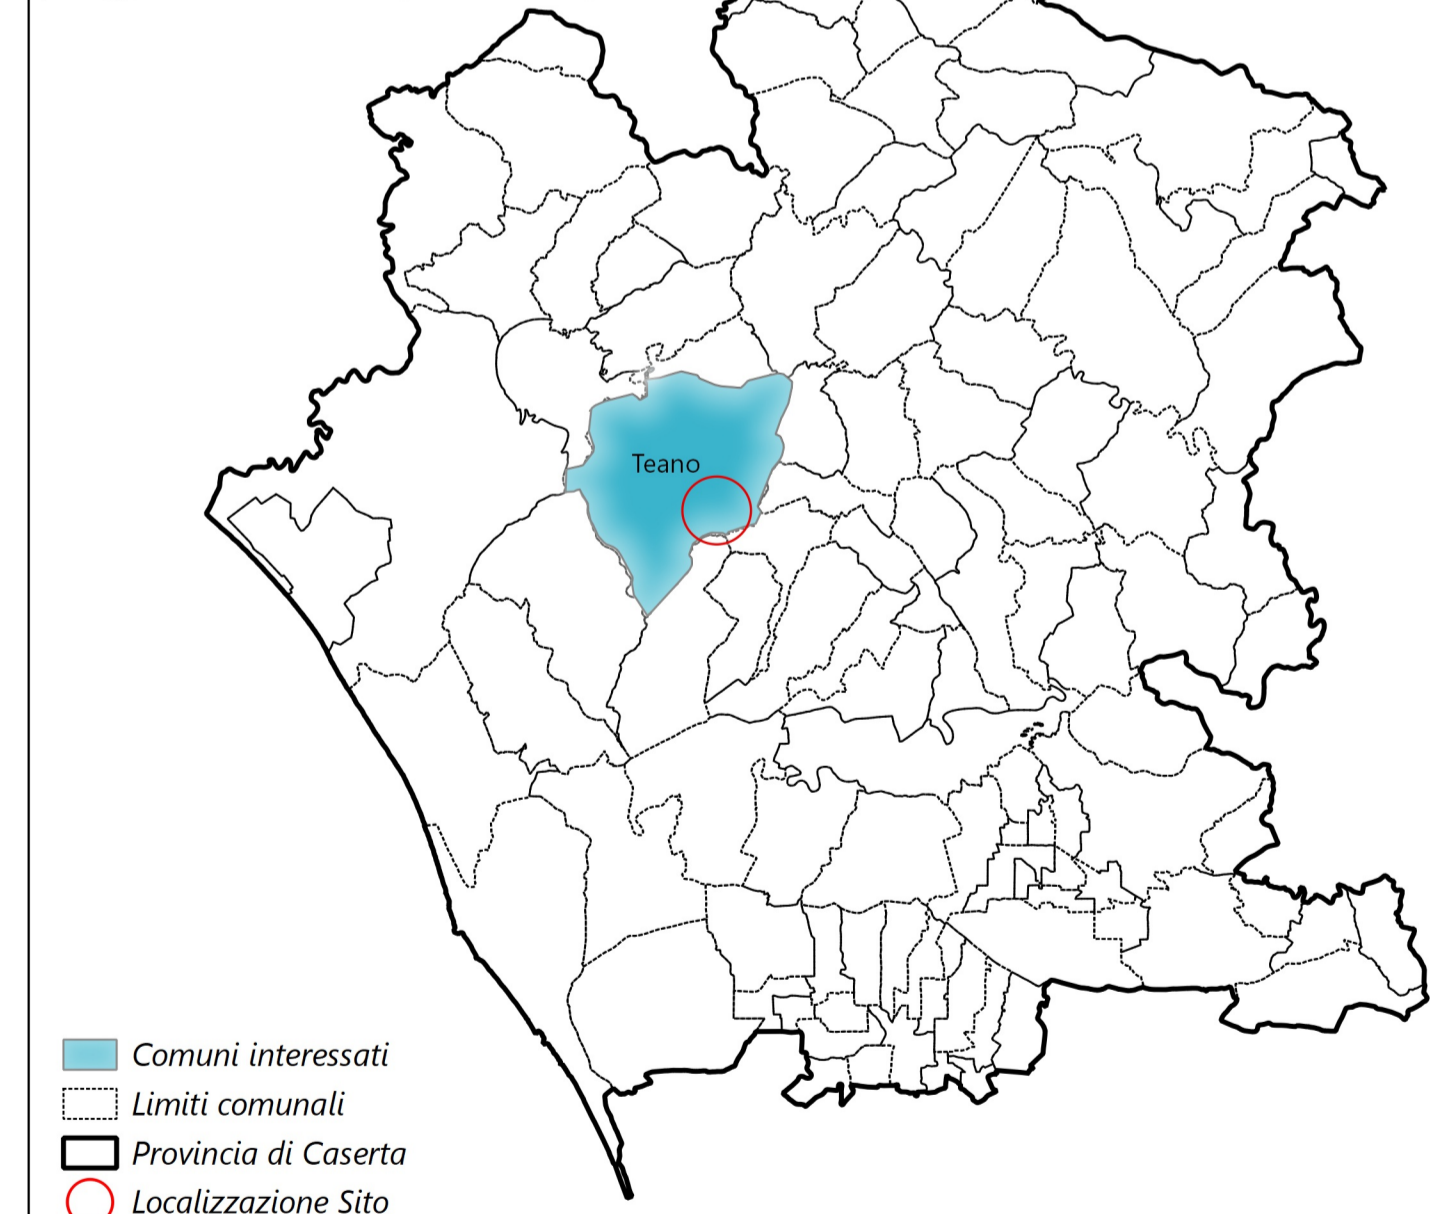 Teano
Comuni interessati
Limiti comunali
Provincia di Caserta
Localizzazione Sito